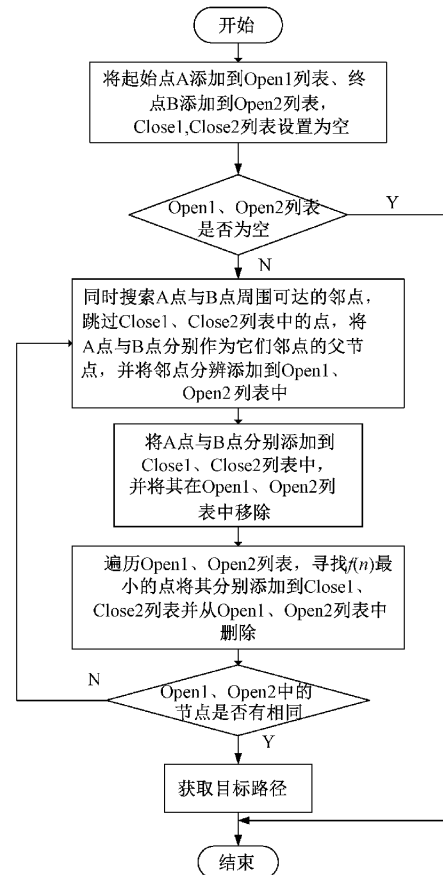 开始
将起始点A添加到Open1列表、终
点B添加到Open2列表，
Close1,Close2列表设置为空
Open1、Open2列表
是否为空
Y
N
同时搜索A点与B点周围可达的邻点，
跳过Close1、Close2列表中的点，将
A点与B点分别作为它们邻点的父节
点，并将邻点分辨添加到Open1、
Open2列表中
将A点与B点分别添加到
Close1、Close2列表中，
并将其在Open1、Open2列
表中移除
遍历Open1、Open2列表，寻找f(n)最
小的点将其分别添加到Close1、
Close2列表并从Open1、Open2列表中
删除
N
Open1、Open2中的
节点是否有相同
Y
获取目标路径
结束